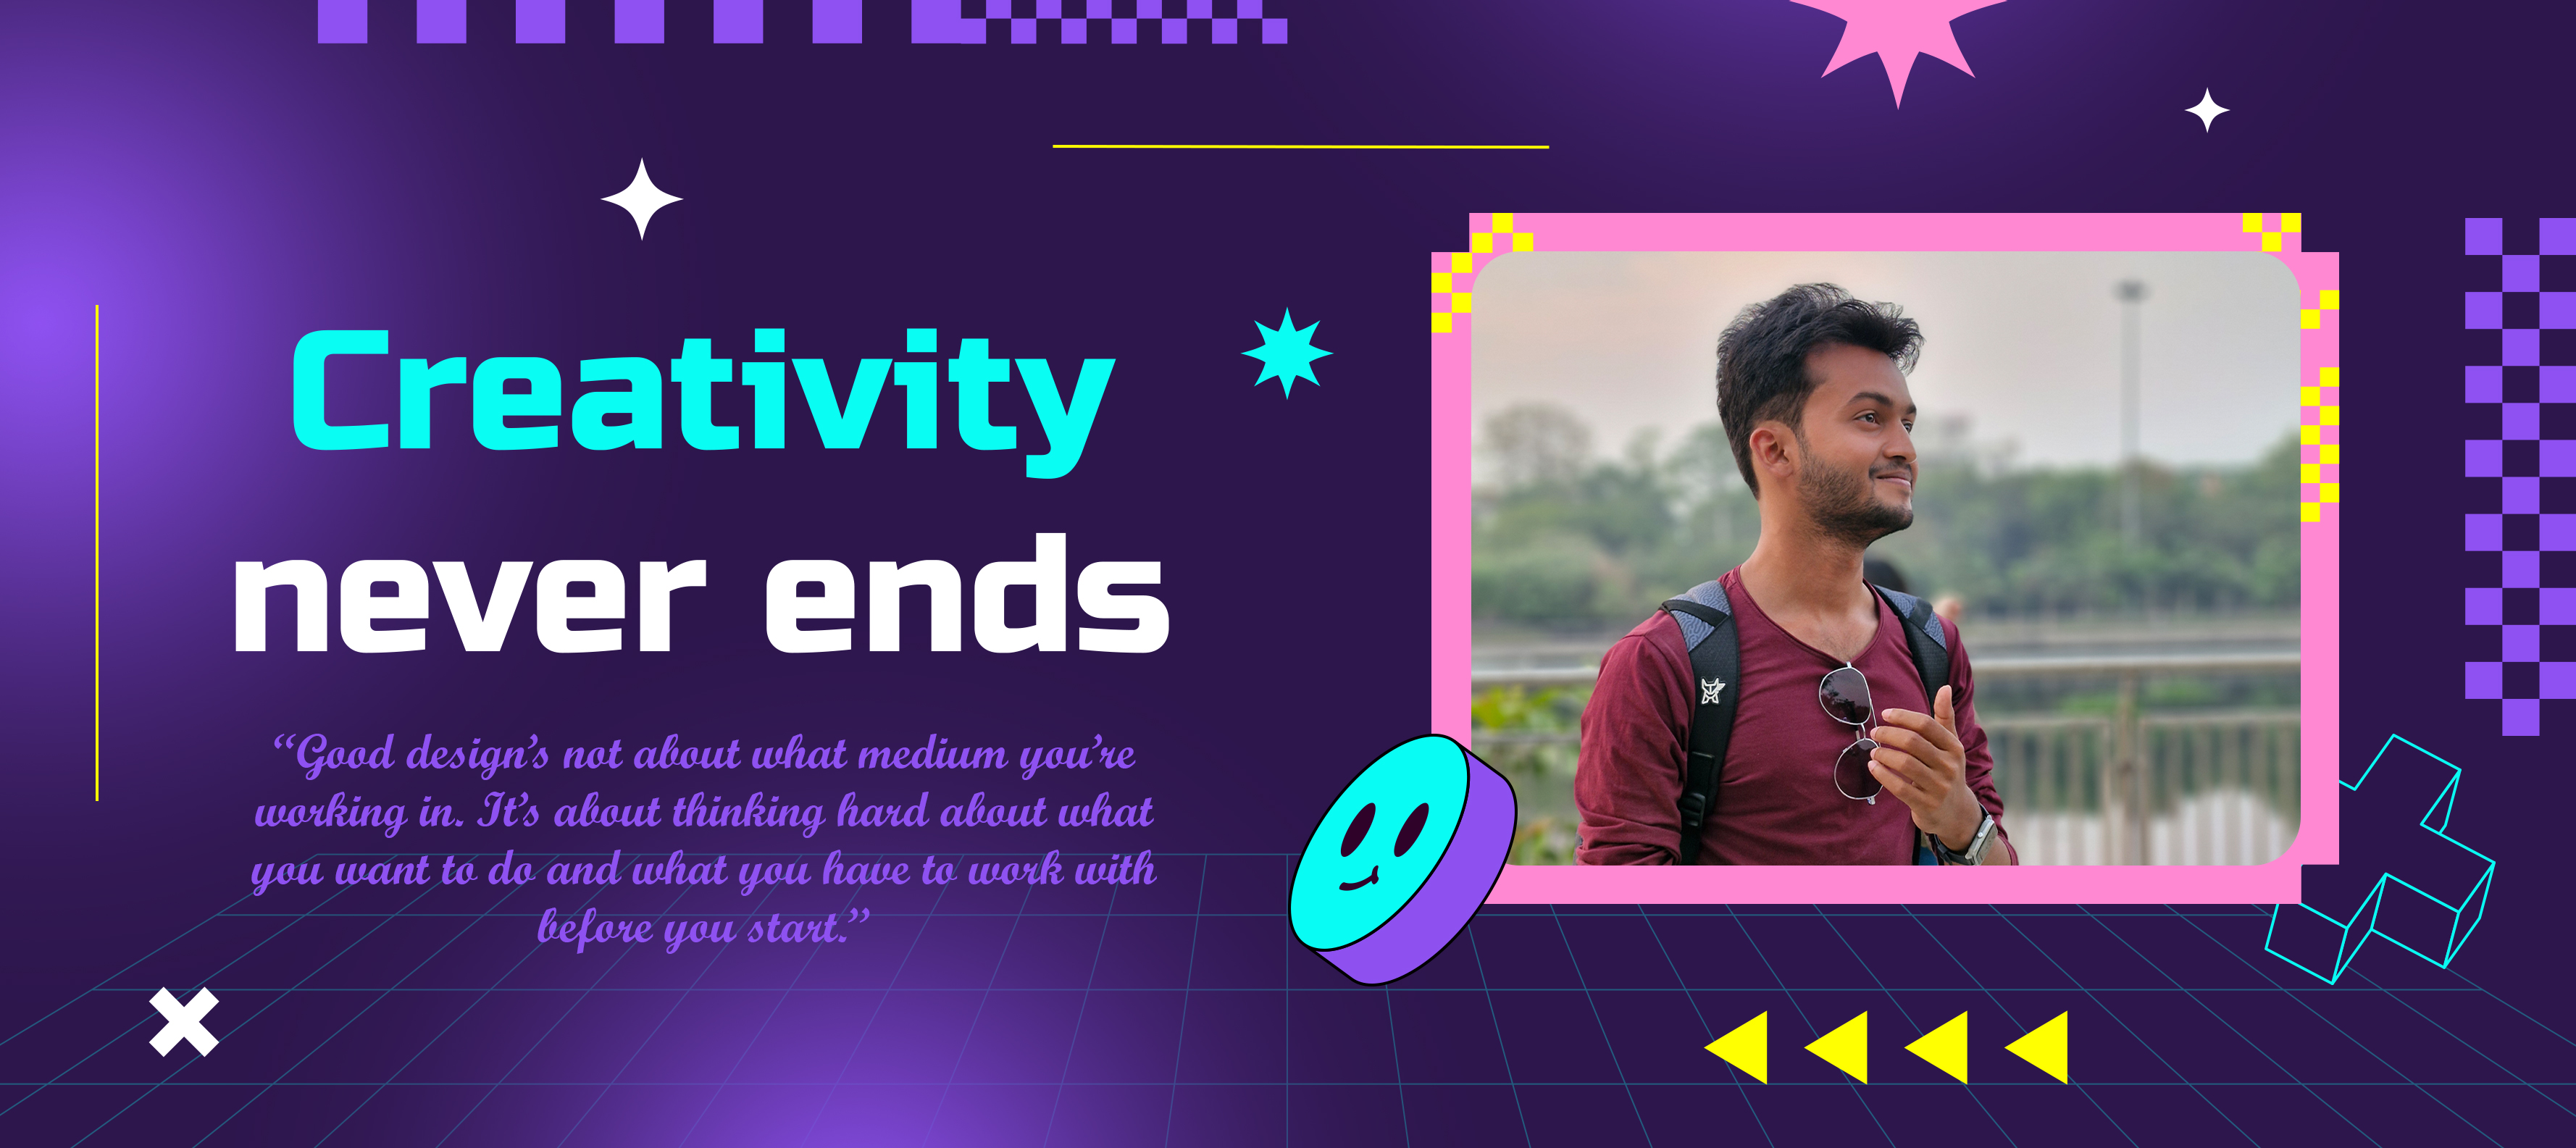 Creativity
never ends
“Good design’s not about what medium you’re
working in. It’s about thinking hard about what
you want to do and what you have to work with
before you start.”